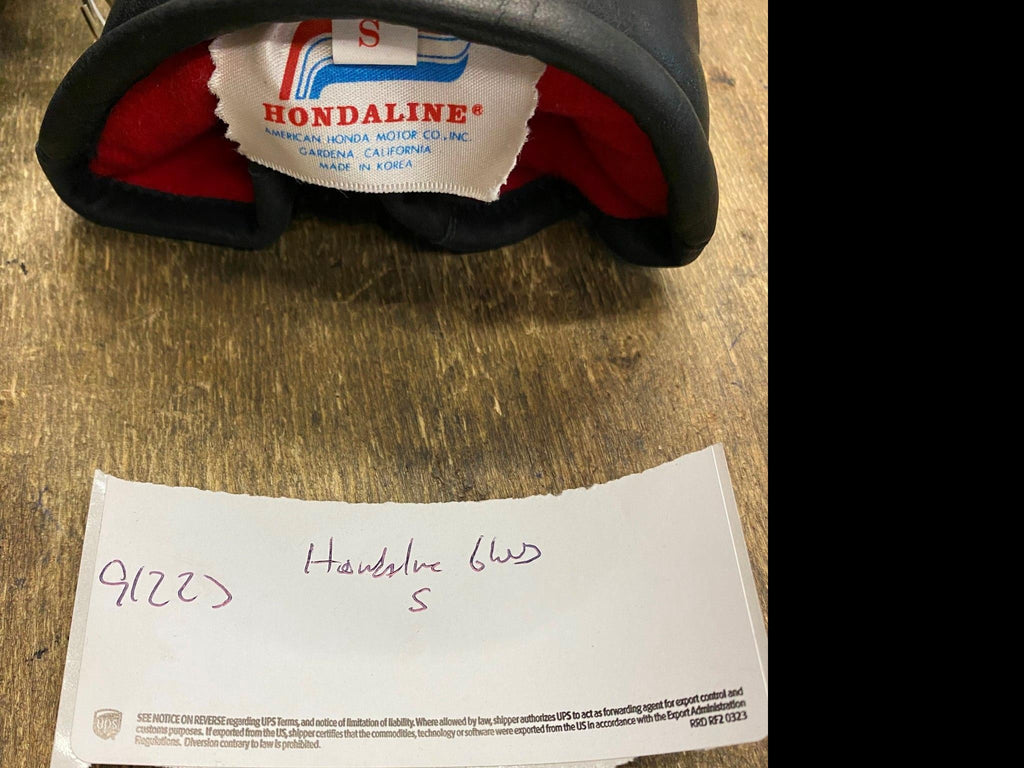 S
HONDALINE®
AMERICAN HONDA MOTOR CO., INC.
GARDENA, CALIFORNIA
MADE IN KOREA
Hondaline
S
UPS
SEE NOTICE ON REVERSE regarding UPS Terms, and notice of limitation of liability. Where allowed by law, shipper authorizes UPS to act as forwarding agent for export control and
customs purposes. If exported from the US, shipper certifies that the commodities, technology or software were exported from the US in accordance with the Export Administration
Regulations. Diversion contrary to law is prohibited.
RRD RF2 0323